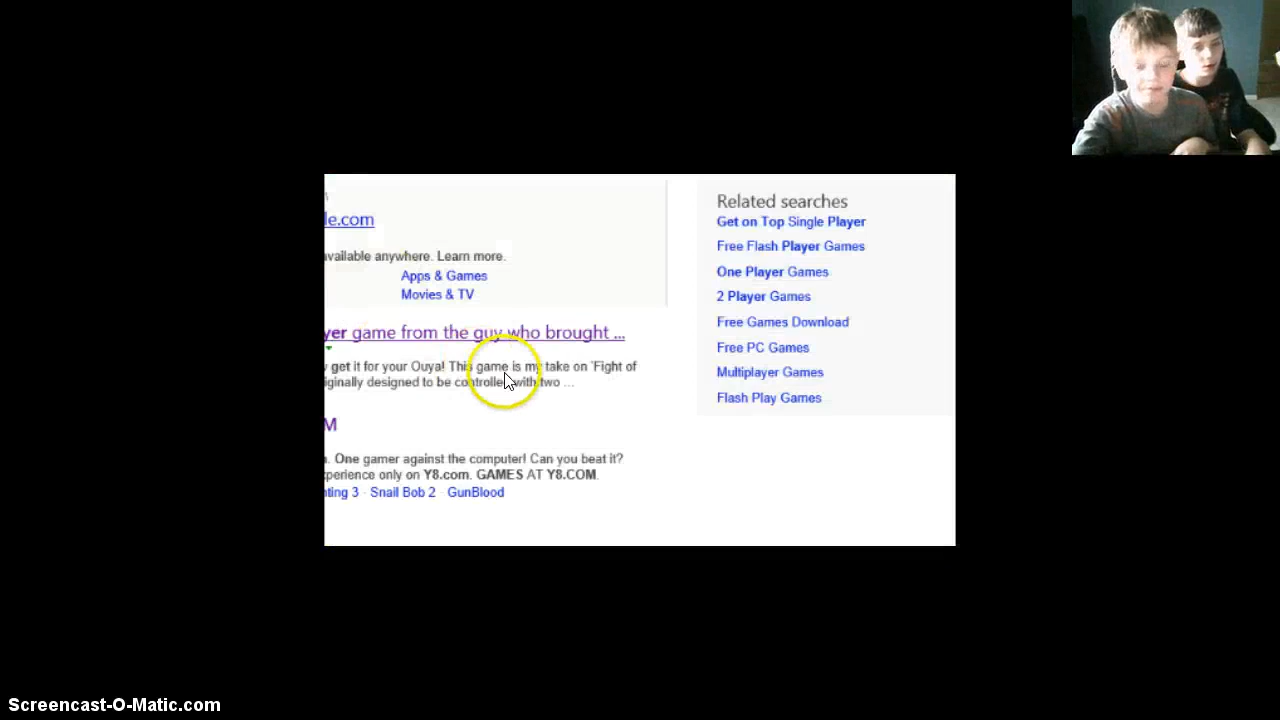 le.com
available anywhere. Learn more.
Apps & Games
Movies & TV
yer game from the guy who brought ...
get it for your Ouya! This game is my take on 'Fight of
iginally designed to be controlled with two ...
M
. One gamer against the computer! Can you beat it?
perience only on Y8.com. GAMES AT Y8.COM.
nting 3 · Snail Bob 2 · GunBlood
Related searches
Get on Top Single Player
Free Flash Player Games
One Player Games
2 Player Games
Free Games Download
Free PC Games
Multiplayer Games
Flash Play Games
Screencast-O-Matic.com